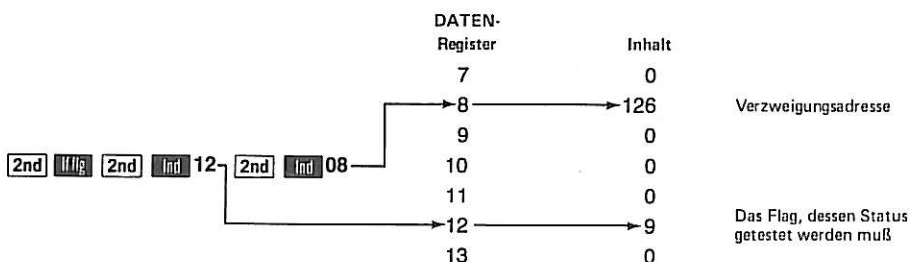 DATEN-
Register Inhalt
7 0
8 126 Verzweigungsadresse
9 0
2nd Ifflg 2nd Ind 12 2nd Ind 08 10 0
11 0
12 9 Das Flag, dessen Status
getestet werden muß
13 0